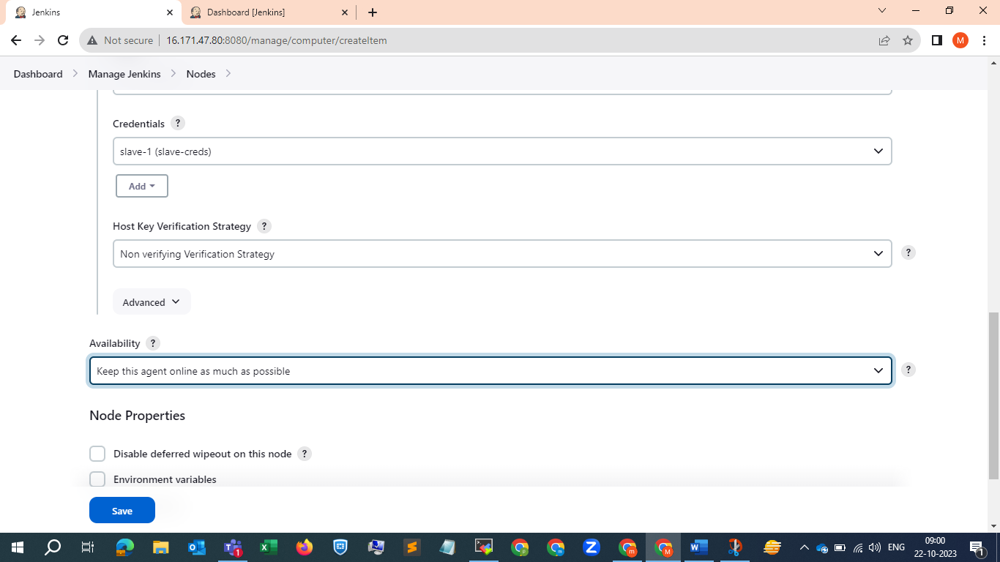 Jenkins
Dashboard [Jenkins]
Not secure
16.171.47.80:8080/manage/computer/createItem
M
Dashboard
Manage Jenkins
Nodes
Credentials ?
slave-1 (slave-creds)
Add
Host Key Verification Strategy ?
Non verifying Verification Strategy
?
Advanced
Availability ?
Keep this agent online as much as possible
?
Node Properties
Disable deferred wipeout on this node ?
Environment variables
Save
1
ENG
09:00
22-10-2023
1